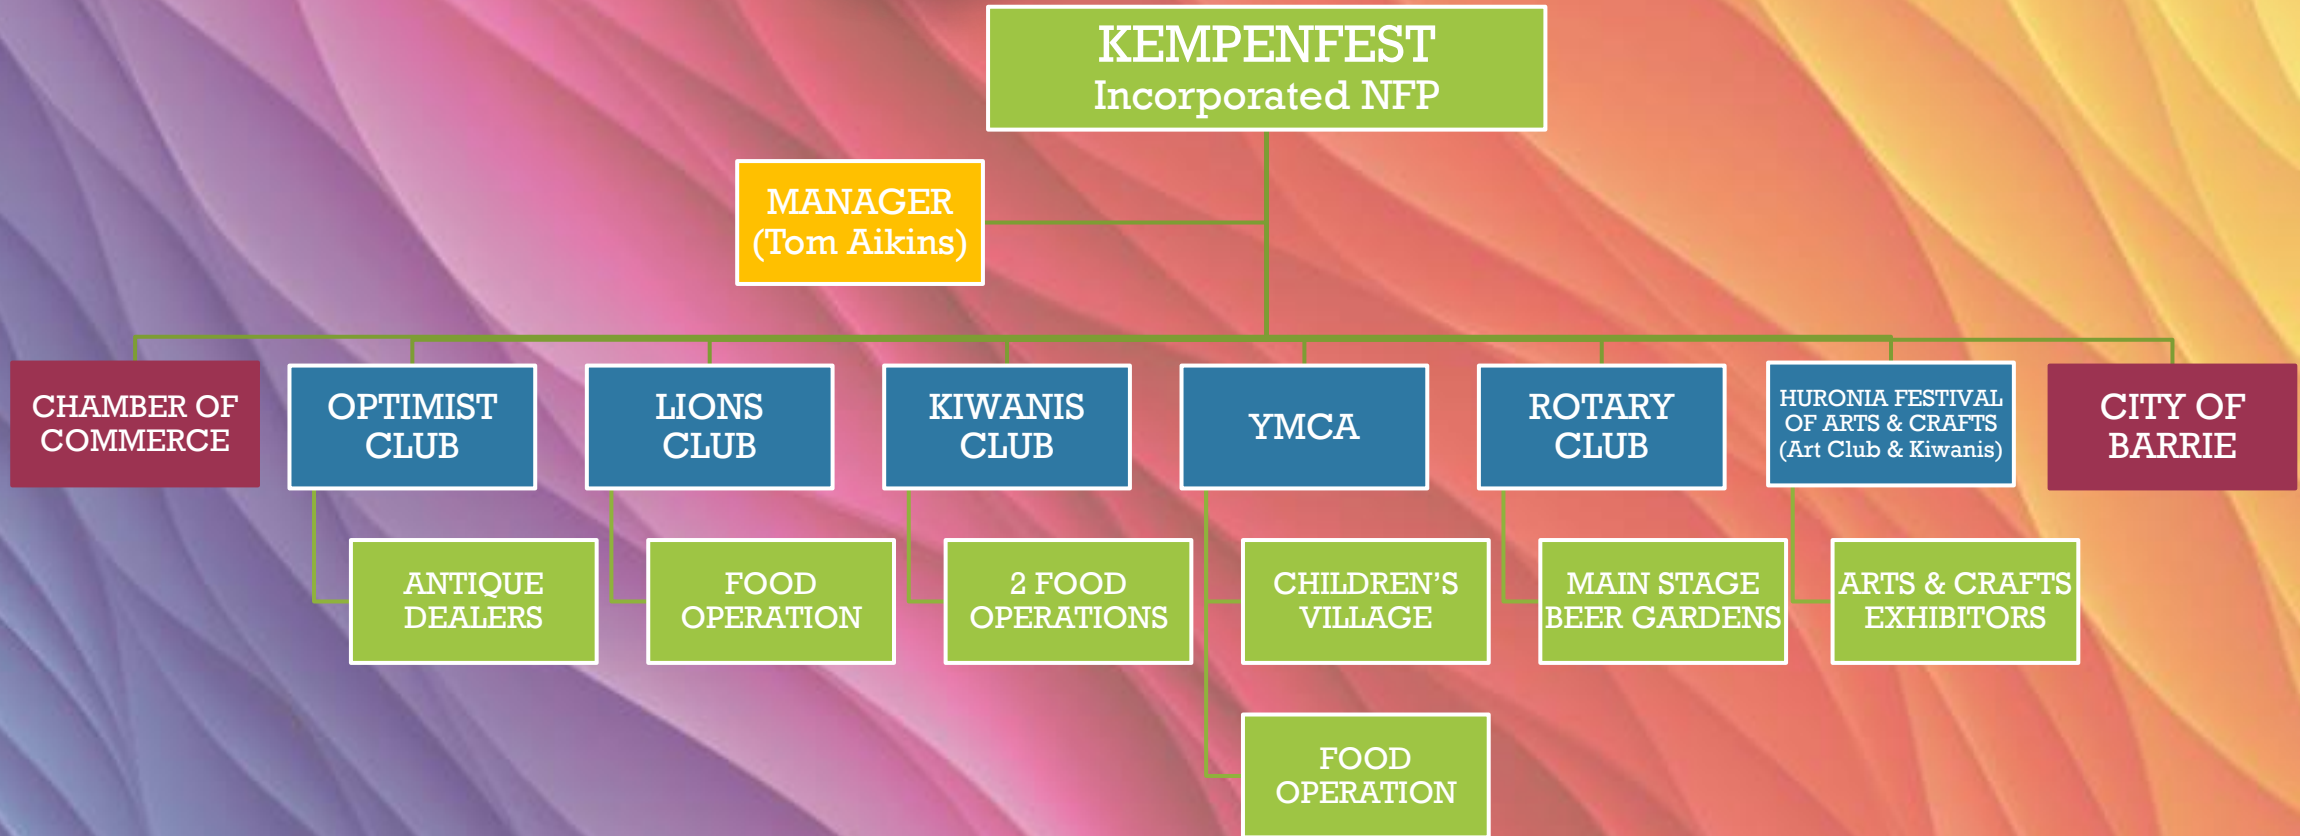 KEMPENFEST
Incorporated NFP
MANAGER
(Tom Aikins)
CHAMBER OF
COMMERCE
OPTIMIST
CLUB
LIONS
CLUB
KIWANIS
CLUB
YMCA
ROTARY
CLUB
HURONIA FESTIVAL
OF ARTS & CRAFTS
(Art Club & Kiwanis)
CITY OF
BARRIE
ANTIQUE
DEALERS
FOOD
OPERATION
2 FOOD
OPERATIONS
CHILDREN’S
VILLAGE
MAIN STAGE
BEER GARDENS
ARTS & CRAFTS
EXHIBITORS
FOOD
OPERATION